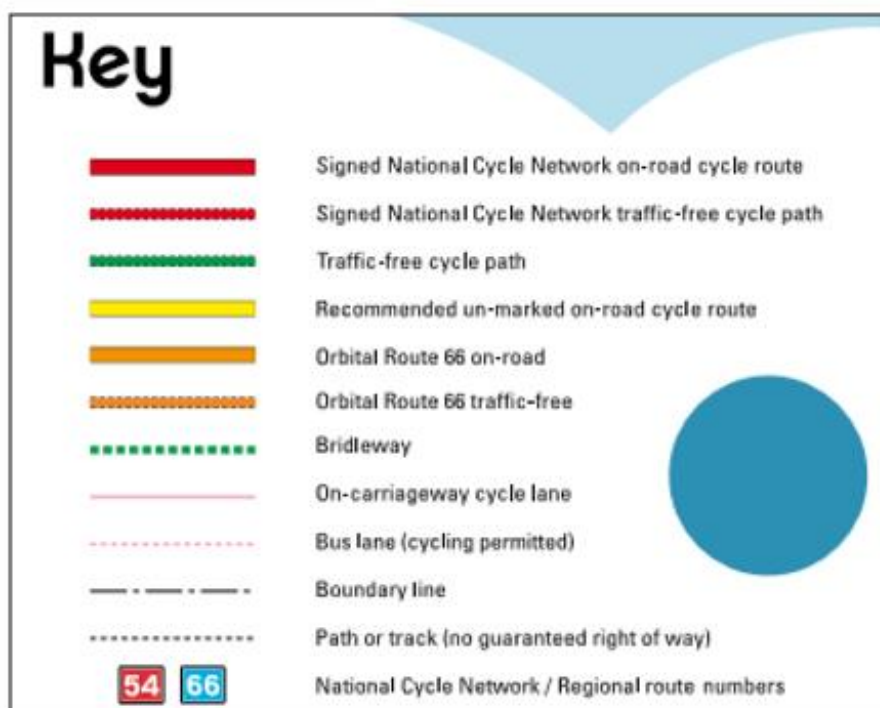 Key
Signed National Cycle Network on-road cycle route
Signed National Cycle Network traffic-free cycle path
Traffic-free cycle path
Recommended un-marked on-road cycle route
Orbital Route 66 on-road
Orbital Route 66 traffic-free
Bridleway
On-carriageway cycle lane
Bus lane (cycling permitted)
Boundary line
Path or track (no guaranteed right of way)
54 66 National Cycle Network / Regional route numbers